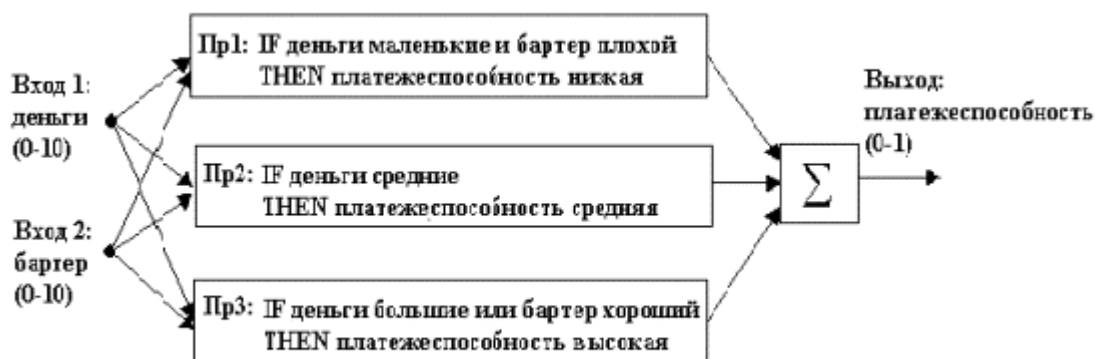 Вход 1:
деньги
(0-10)
Вход 2:
бартер
(0-10)
Пр1: IF деньги маленькие и бартер плохой
THEN платежеспособность низкая
Пр2: IF деньги средние
THEN платежеспособность средняя
Пр3: IF деньги большие или бартер хороший
THEN платежеспособность высокая
∑
Выход:
платежеспособность
(0-1)